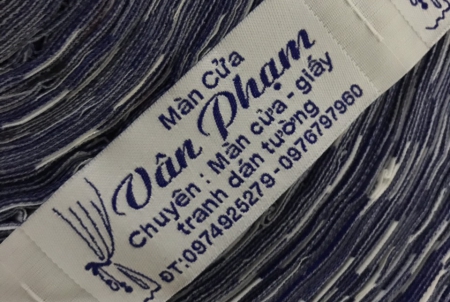 Màn Cửa
Vân Phạm
Chuyên : Màn cửa - giấy
tranh dán tường
ĐT:0974925279 - 0976797960